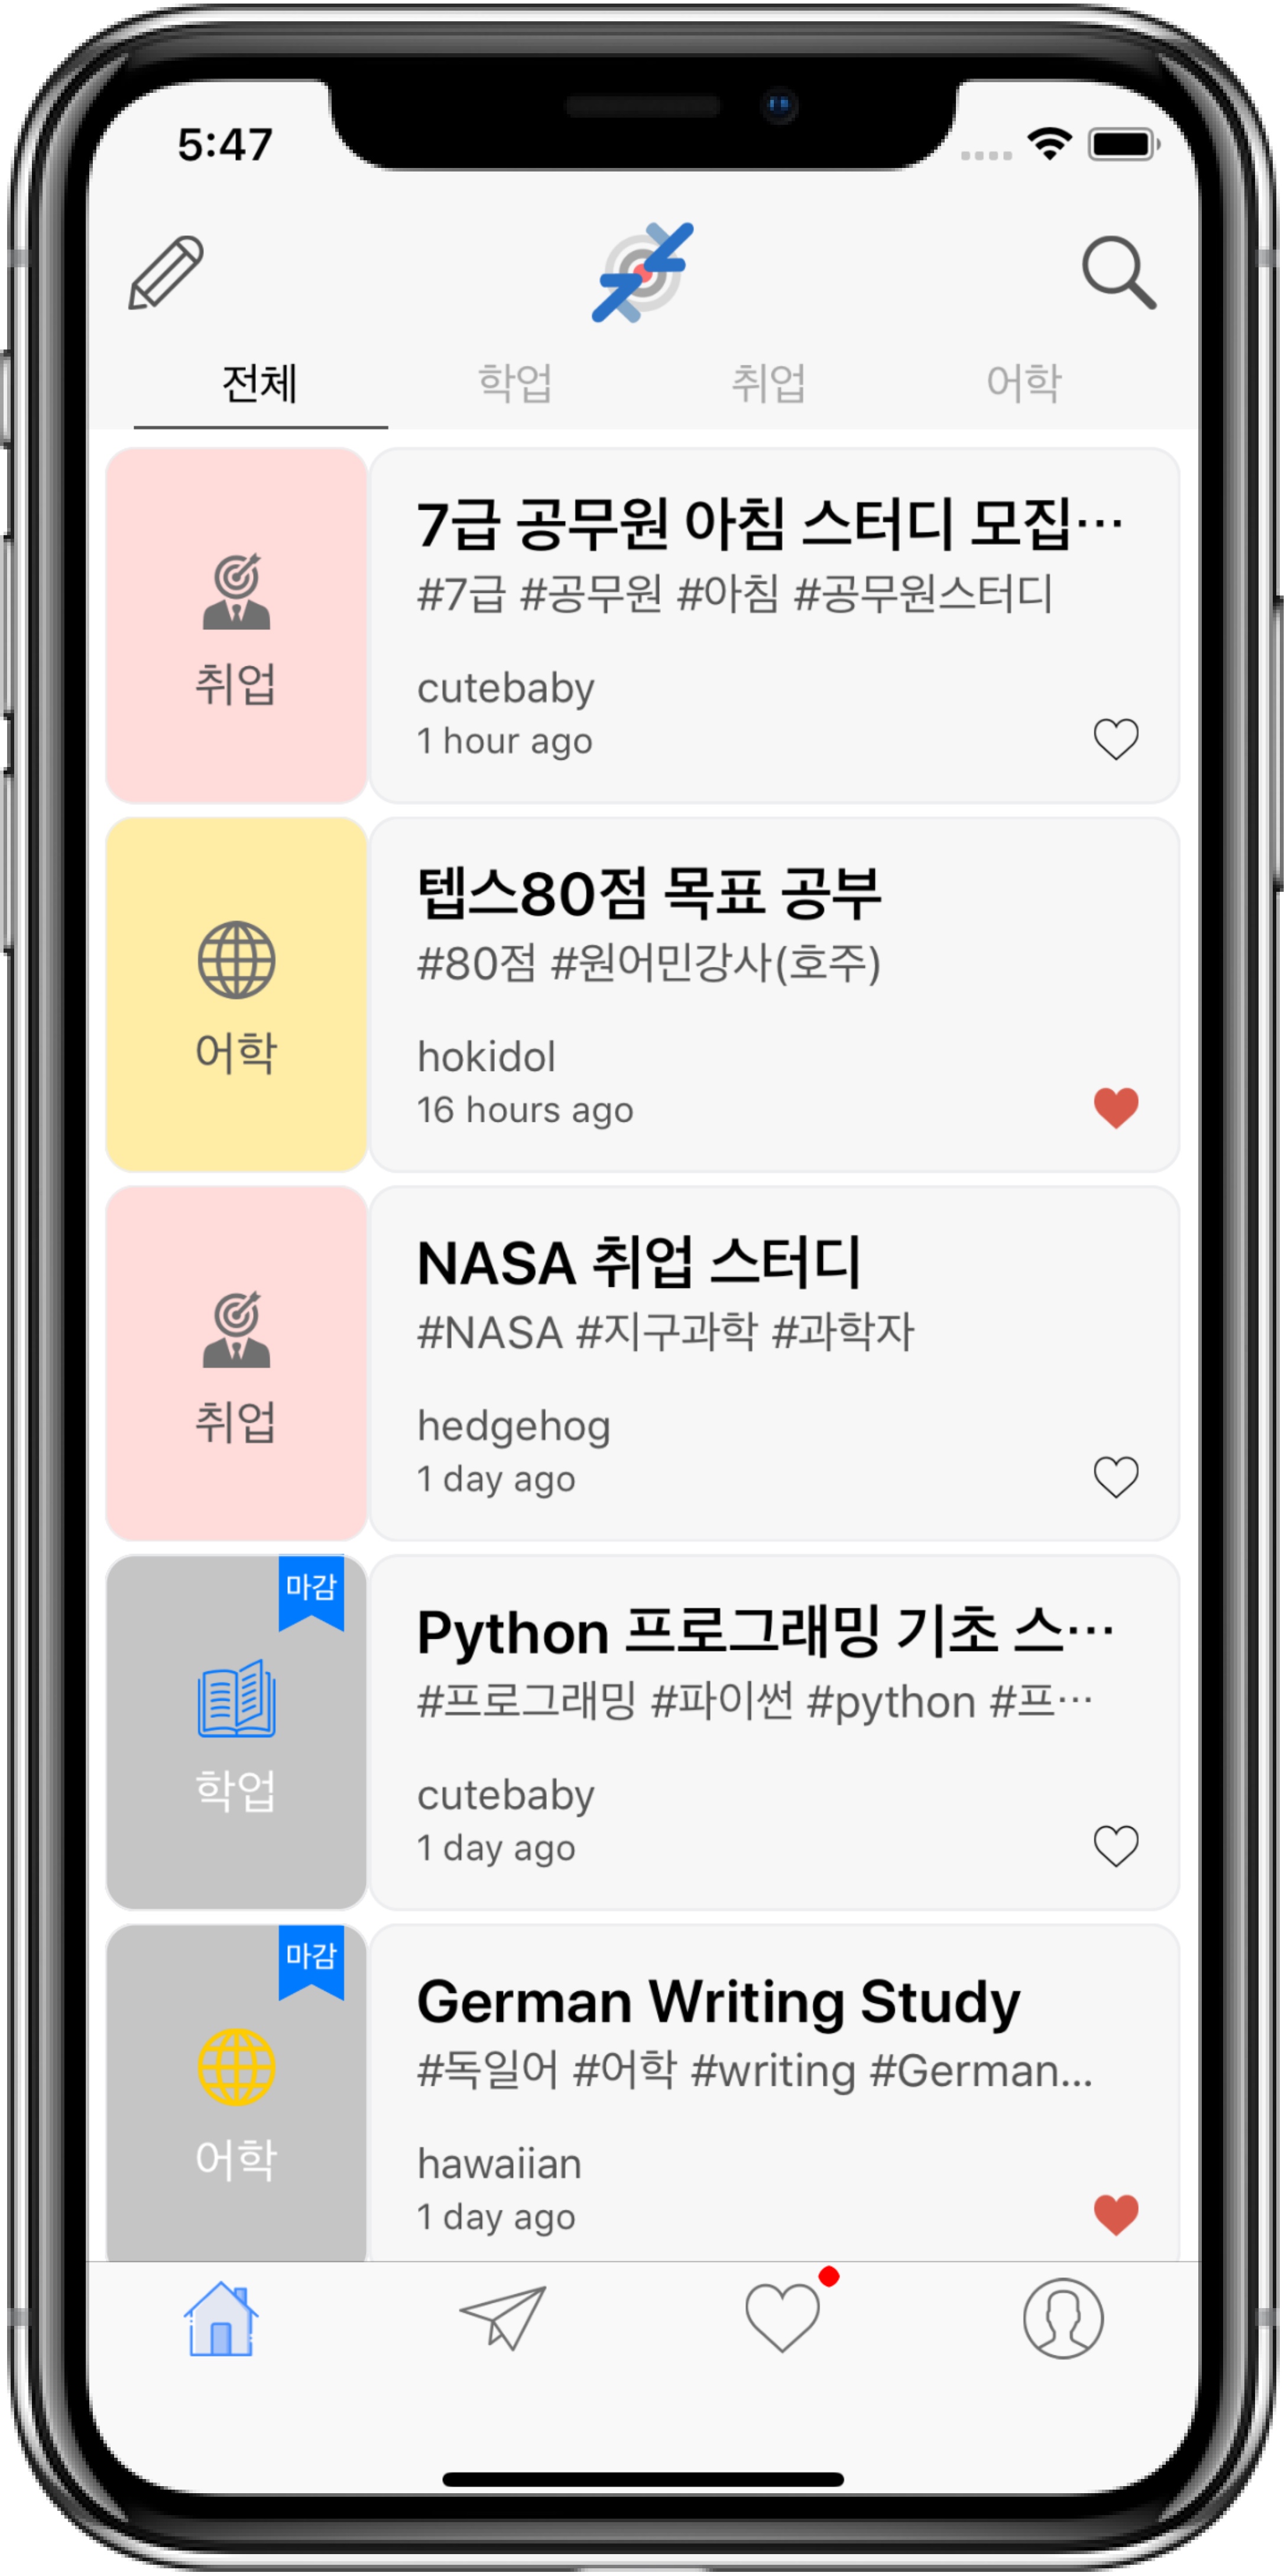 5:47
전체 학업 취업 어학
취업
7급 공무원 아침 스터디 모집…
#7급 #공무원 #아침 #공무원스터디
cutebaby
1 hour ago
어학
텝스80점 목표 공부
#80점 #원어민강사(호주)
hokidol
16 hours ago
취업
NASA 취업 스터디
#NASA #지구과학 #과학자
hedgehog
1 day ago
마감
학업
Python 프로그래밍 기초 스…
#프로그래밍 #파이썬 #python #프…
cutebaby
1 day ago
마감
어학
German Writing Study
#독일어 #어학 #writing #German...
hawaiian
1 day ago